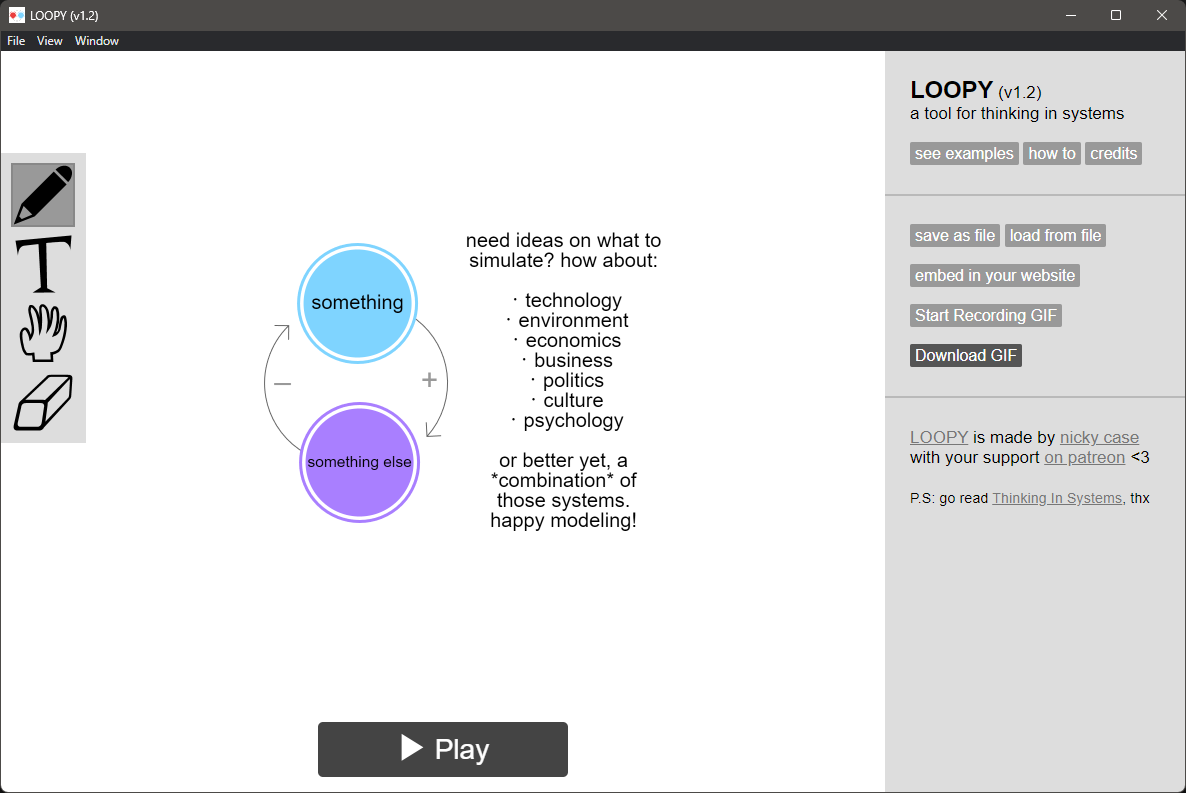 LOOPY (v1.2)
File View Window
LOOPY (v1.2)
a tool for thinking in systems
see examples how to credits
save as file load from file
embed in your website
Start Recording GIF
Download GIF
LOOPY is made by nicky case
with your support on patreon <3
P.S: go read Thinking In Systems, thx
T
something
– +
something else
need ideas on what to
simulate? how about:
· technology
· environment
· economics
· business
· politics
· culture
· psychology
or better yet, a
*combination* of
those systems.
happy modeling!
Play